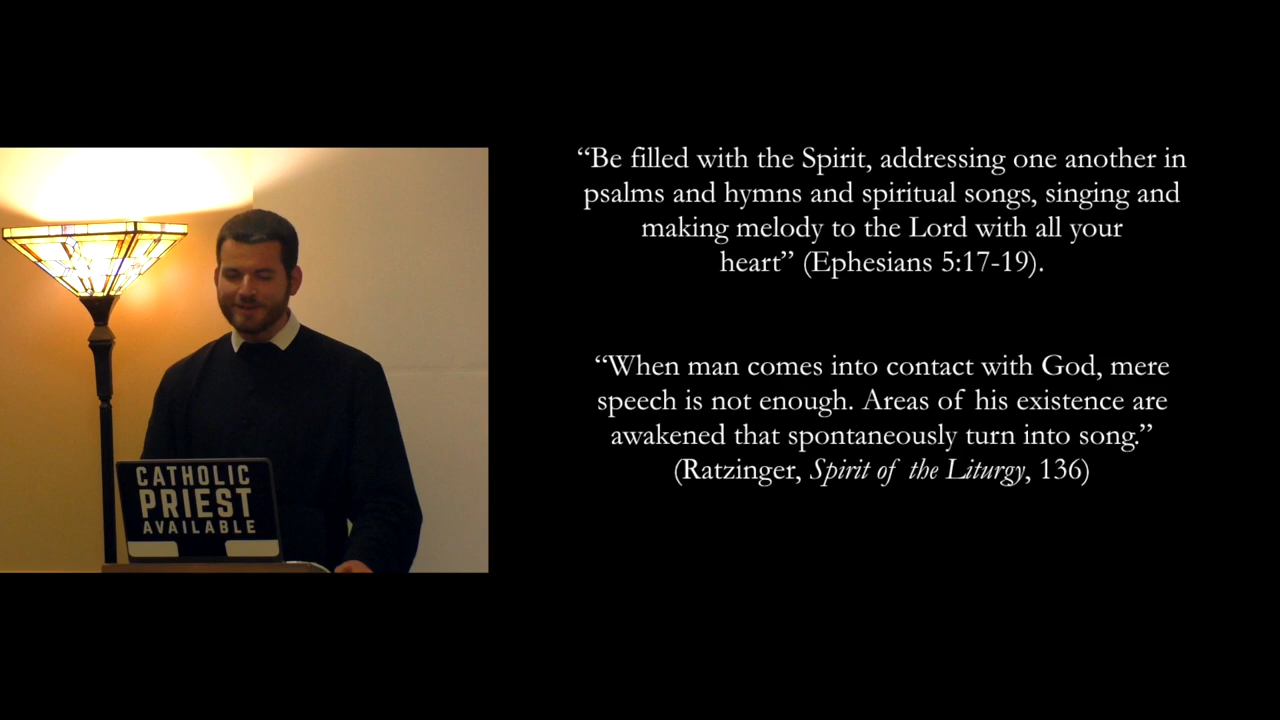 “Be filled with the Spirit, addressing one another in
psalms and hymns and spiritual songs, singing and
making melody to the Lord with all your
heart” (Ephesians 5:17-19).
“When man comes into contact with God, mere
speech is not enough. Areas of his existence are
awakened that spontaneously turn into song.”
(Ratzinger, Spirit of the Liturgy, 136)
CATHOLIC
PRIEST
AVAILABLE